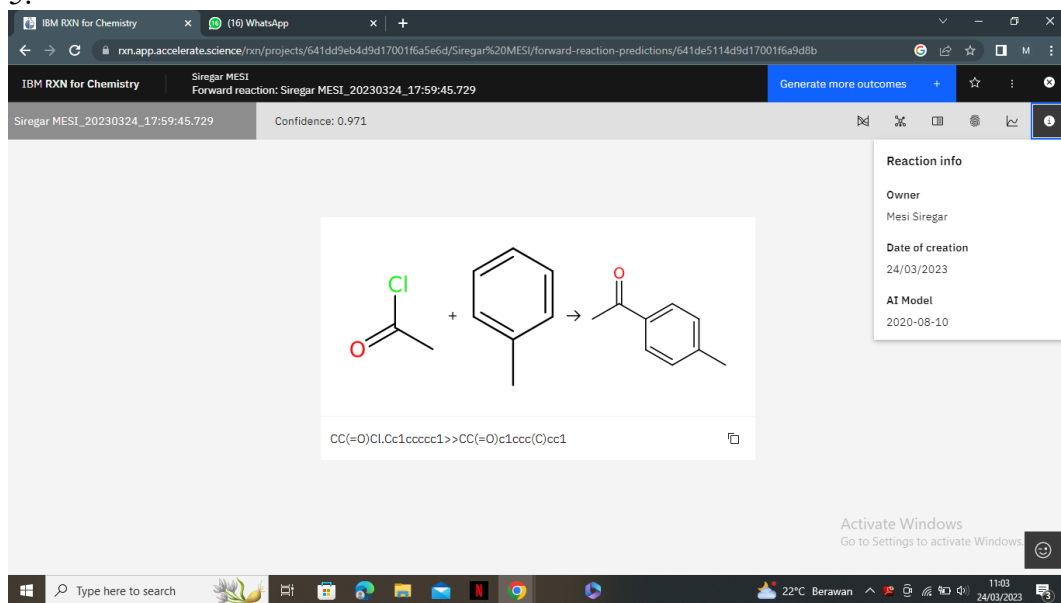 IBM RXN for Chemistry
(16) WhatsApp
rxn.app.accelerate.science/rxn/projects/641dd9eb4d9d17001f6a5e6d/Siregar%20MESI/forward-reaction-predictions/641de5114d9d17001f6a9d8b
M
IBM RXN for Chemistry
Siregar MESI
Forward reaction: Siregar MESI_20230324_17:59:45.729
Generate more outcomes +
Siregar MESI_20230324_17:59:45.729
Confidence: 0.971
Reaction info
Owner
Mesi Siregar
Date of creation
24/03/2023
AI Model
2020-08-10
Cl
O
+
→
O
CC(=O)Cl.Cc1ccccc1>>CC(=O)c1ccc(C)cc1
Activate Windows
Go to Settings to activate Windows.
Type here to search
22°C Berawan
11:03
24/03/2023
3